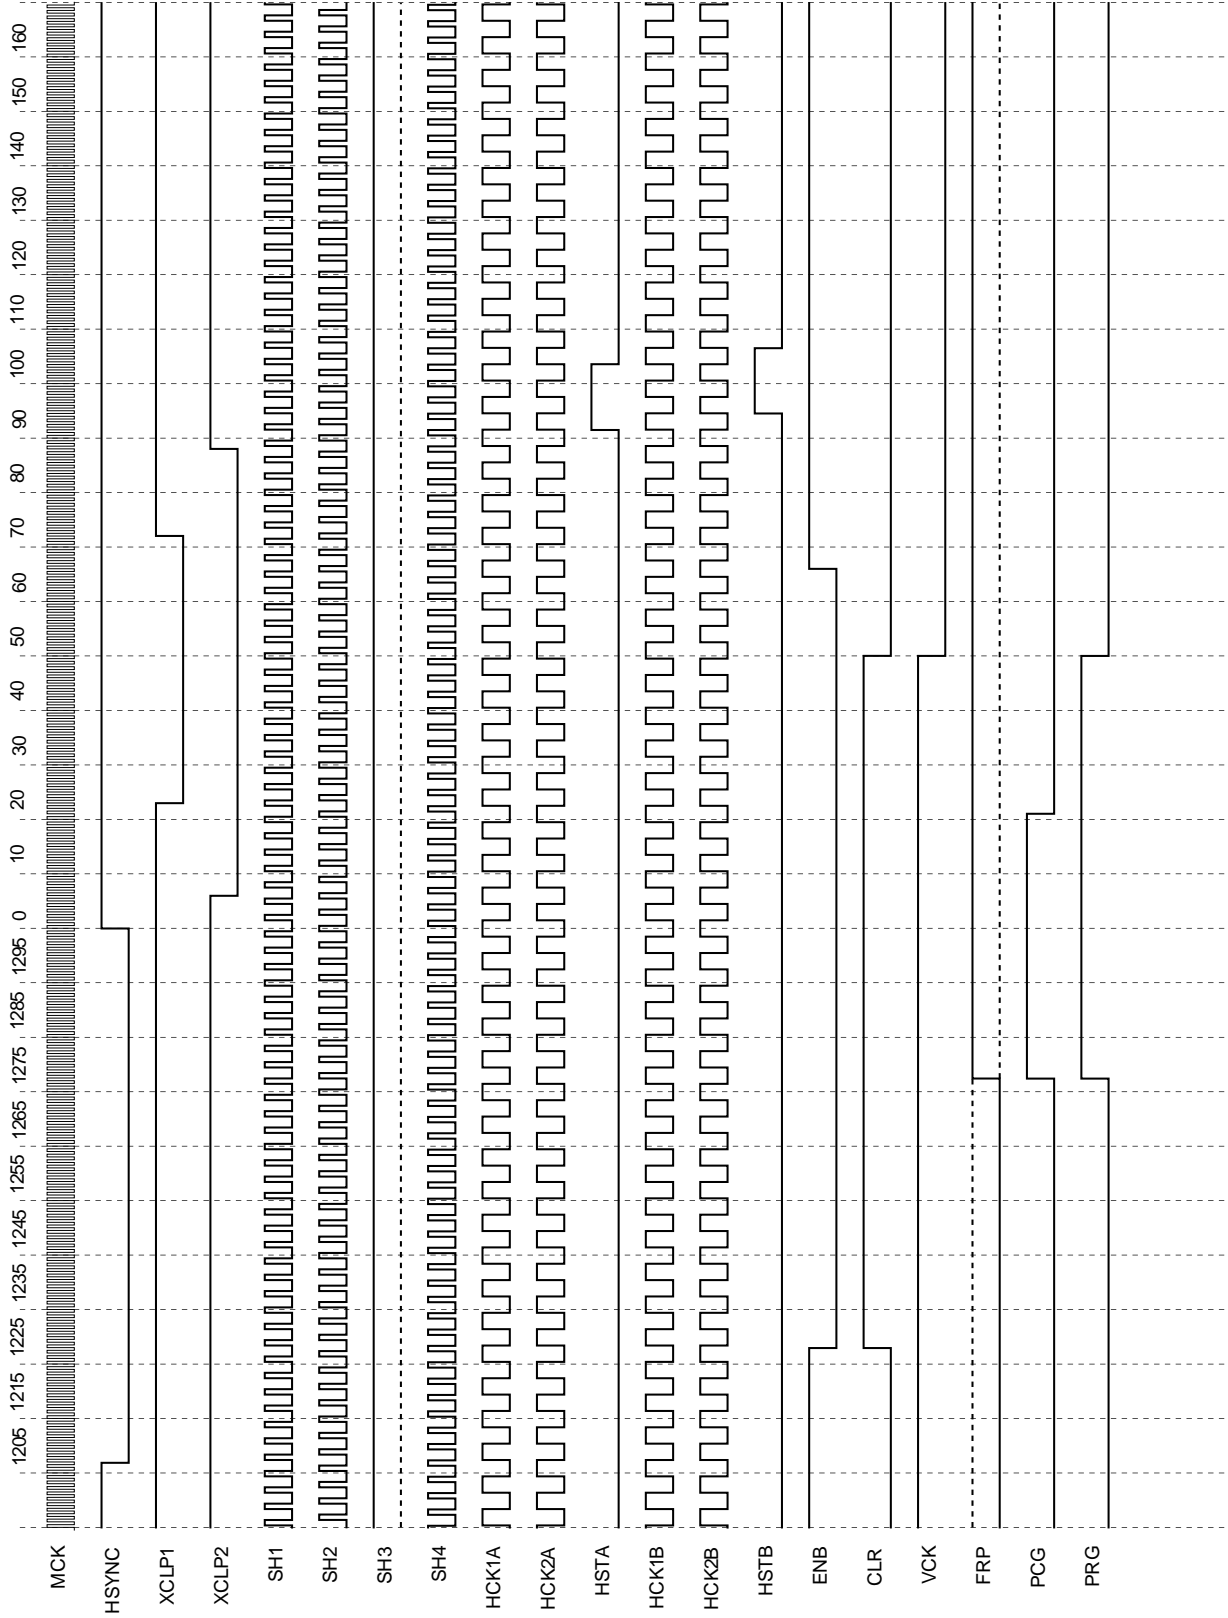 MCK
HSYNC
XCLP1
XCLP2
SH1
SH2
SH3
SH4
HCK1A
HCK2A
HSTA
HCK1B
HCK2B
HSTB
ENB
CLR
VCK
FRP
PCG
PRG
1205 1215 1225 1235 1245 1255 1265 1275 1285 1295 0 10 20 30 40 50 60 70 80 90 100 110 120 130 140 150 160